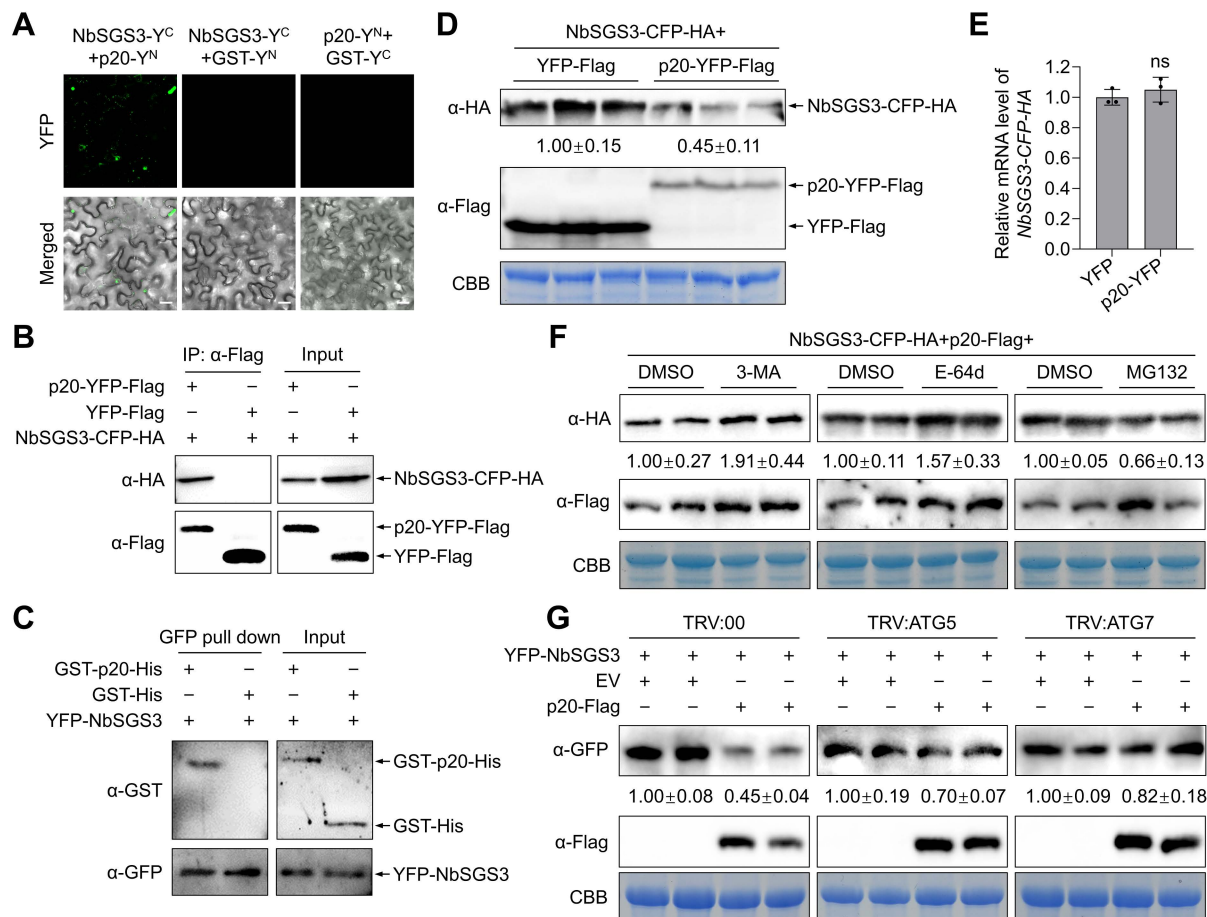 A
NbSGS3-Yᶜ
+p20-Yᴺ
NbSGS3-Yᶜ
+GST-Yᴺ
p20-Yᴺ+
GST-Yᶜ
YFP
Merged
B
IP: α-Flag
Input
p20-YFP-Flag + − + −
YFP-Flag − + − +
NbSGS3-CFP-HA + + + +
α-HA
NbSGS3-CFP-HA
α-Flag
p20-YFP-Flag
YFP-Flag
C
GFP pull down
Input
GST-p20-His + − + −
GST-His − + − +
YFP-NbSGS3 + + + +
α-GST
GST-p20-His
GST-His
α-GFP
YFP-NbSGS3
D
NbSGS3-CFP-HA+
YFP-Flag
p20-YFP-Flag
α-HA
NbSGS3-CFP-HA
1.00±0.15 0.45±0.11
α-Flag
p20-YFP-Flag
YFP-Flag
CBB
E
Relative mRNA level of
NbSGS3-CFP-HA
1.2
1.0
0.8
0.6
0.4
0.2
0.0
ns
YFP
p20-YFP
F
NbSGS3-CFP-HA+p20-Flag+
DMSO 3-MA DMSO E-64d DMSO MG132
α-HA
1.00±0.27 1.91±0.44 1.00±0.11 1.57±0.33 1.00±0.05 0.66±0.13
α-Flag
CBB
G
TRV:00 TRV:ATG5 TRV:ATG7
YFP-NbSGS3 + + + + + + + + + + + +
EV + + − − + + − − + + − −
p20-Flag − − + + − − + + − − + +
α-GFP
1.00±0.08 0.45±0.04 1.00±0.19 0.70±0.07 1.00±0.09 0.82±0.18
α-Flag
CBB